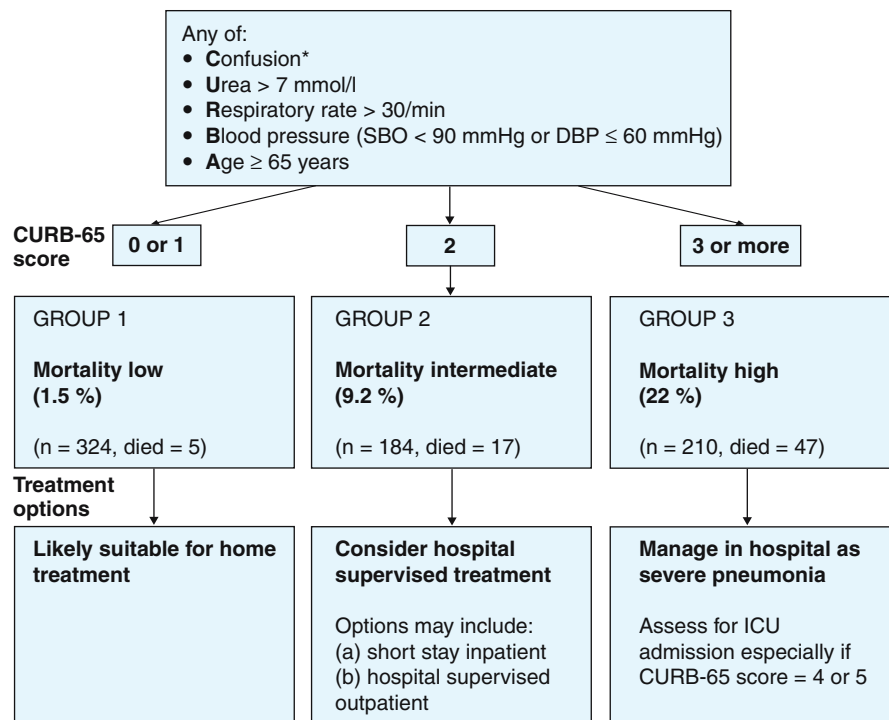 Any of:
• Confusion*
• Urea > 7 mmol/l
• Respiratory rate > 30/min
• Blood pressure (SBO < 90 mmHg or DBP ≤ 60 mmHg)
• Age ≥ 65 years
CURB-65
score
0 or 1
2
3 or more
GROUP 1
Mortality low
(1.5 %)
(n = 324, died = 5)
GROUP 2
Mortality intermediate
(9.2 %)
(n = 184, died = 17)
GROUP 3
Mortality high
(22 %)
(n = 210, died = 47)
Treatment
options
Likely suitable for home
treatment
Consider hospital
supervised treatment
Options may include:
(a) short stay inpatient
(b) hospital supervised
outpatient
Manage in hospital as
severe pneumonia
Assess for ICU
admission especially if
CURB-65 score = 4 or 5